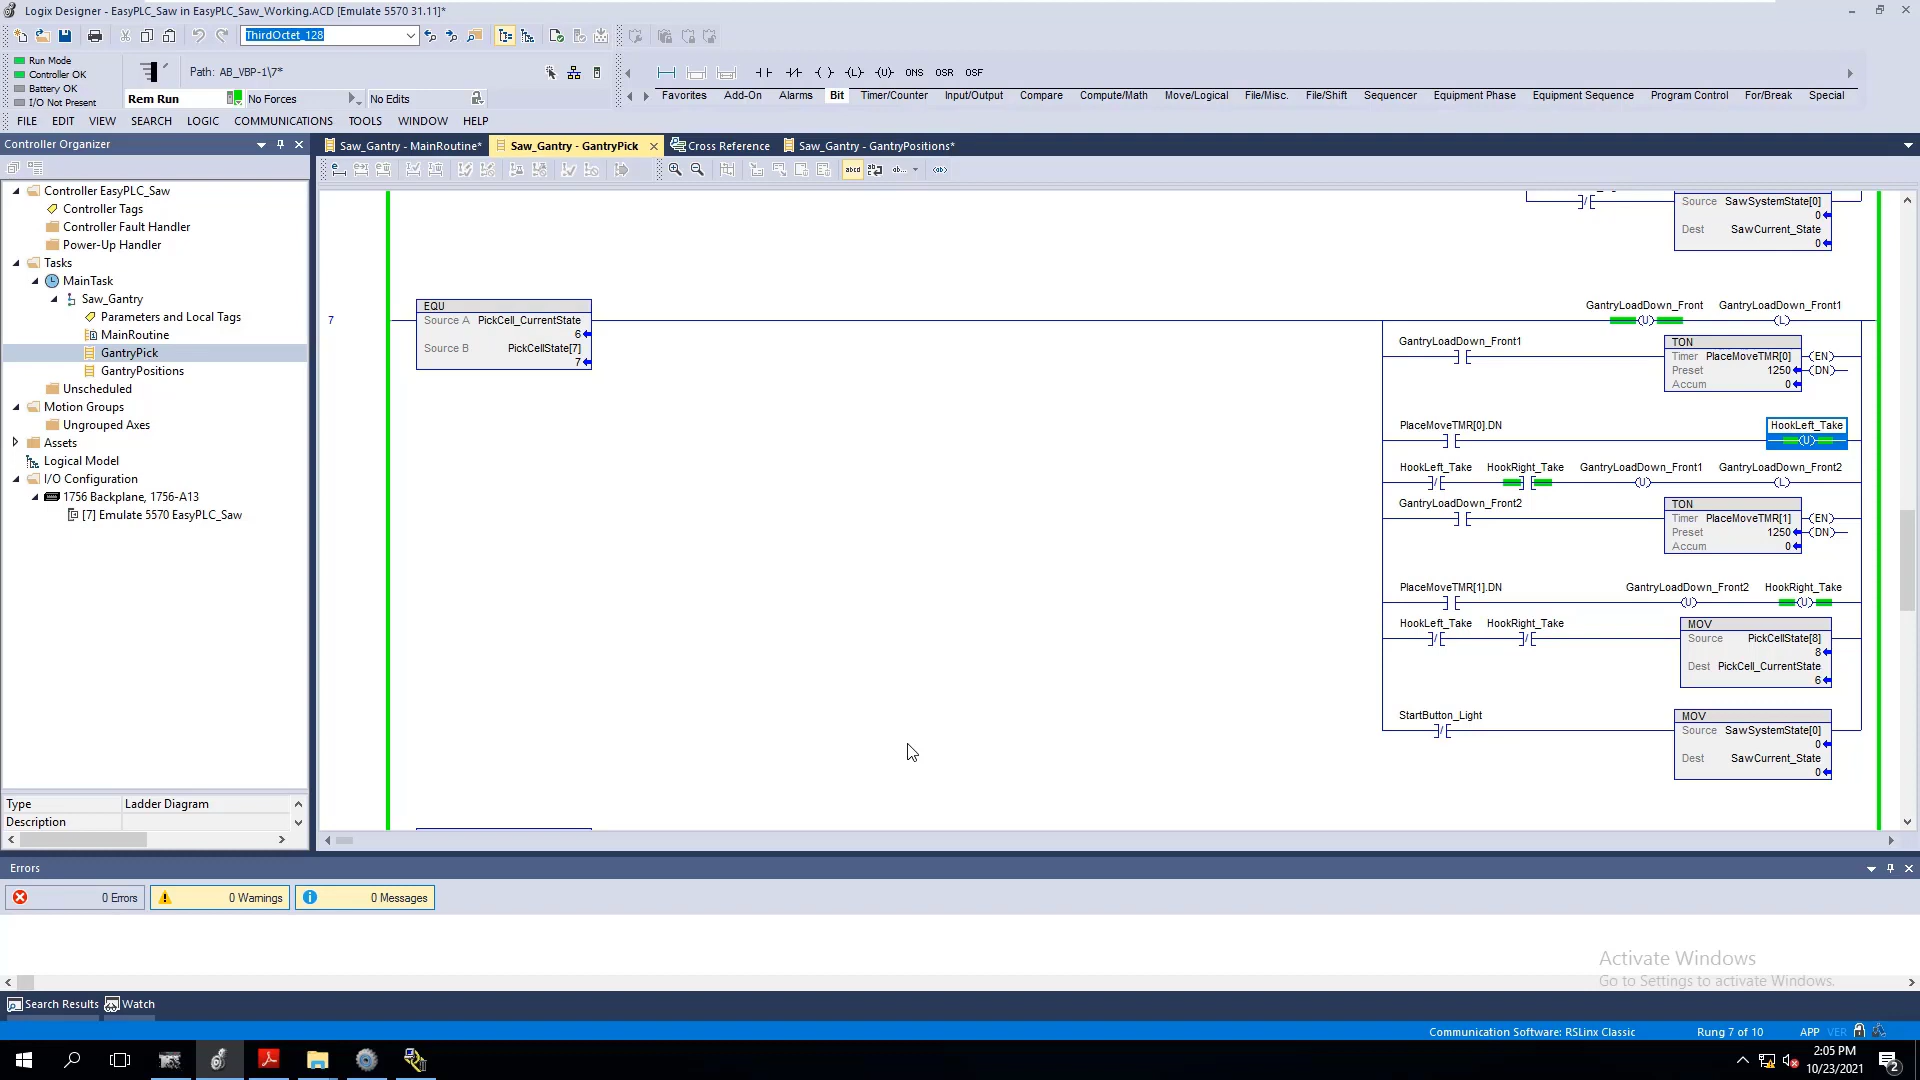 Logix Designer - EasyPLC_Saw in EasyPLC_Saw_Working.ACD [Emulate 5570 31.11]*
ThirdOctet_128
Run Mode
Controller OK
Battery OK
I/O Not Present
Path: AB_VBP-1\7*
Rem Run
No Forces
No Edits
ONS OSR OSF
Favorites Add-On Alarms Bit Timer/Counter Input/Output Compare Compute/Math Move/Logical File/Misc. File/Shift Sequencer Equipment Phase Equipment Sequence Program Control For/Break Special
FILE EDIT VIEW SEARCH LOGIC COMMUNICATIONS TOOLS WINDOW HELP
Controller Organizer
Saw_Gantry - MainRoutine* Saw_Gantry - GantryPick Cross Reference Saw_Gantry - GantryPositions*
Controller EasyPLC_Saw
Controller Tags
Controller Fault Handler
Power-Up Handler
Tasks
MainTask
Saw_Gantry
Parameters and Local Tags
MainRoutine
GantryPick
GantryPositions
Unscheduled
Motion Groups
Ungrouped Axes
Assets
Logical Model
I/O Configuration
1756 Backplane, 1756-A13
[7] Emulate 5570 EasyPLC_Saw
Type Ladder Diagram
Description
Source SawSystemState[0]
0
Dest SawCurrent_State
0
7
EQU
Source A PickCell_CurrentState
6
Source B PickCellState[7]
7
GantryLoadDown_Front GantryLoadDown_Front1
U L
GantryLoadDown_Front1
TON
Timer PlaceMoveTMR[0]
Preset 1250
Accum 0
EN
DN
PlaceMoveTMR[0].DN HookLeft_Take
U
HookLeft_Take HookRight_Take GantryLoadDown_Front1 GantryLoadDown_Front2
U L
GantryLoadDown_Front2
TON
Timer PlaceMoveTMR[1]
Preset 1250
Accum 0
EN
DN
PlaceMoveTMR[1].DN GantryLoadDown_Front2 HookRight_Take
U U
HookLeft_Take HookRight_Take
MOV
Source PickCellState[8]
8
Dest PickCell_CurrentState
6
StartButton_Light
MOV
Source SawSystemState[0]
0
Dest SawCurrent_State
0
Errors
0 Errors 0 Warnings 0 Messages
Activate Windows
Go to Settings to activate Windows.
Search Results Watch
Communication Software: RSLinx Classic Rung 7 of 10 APP VER
2:05 PM
10/23/2021
2